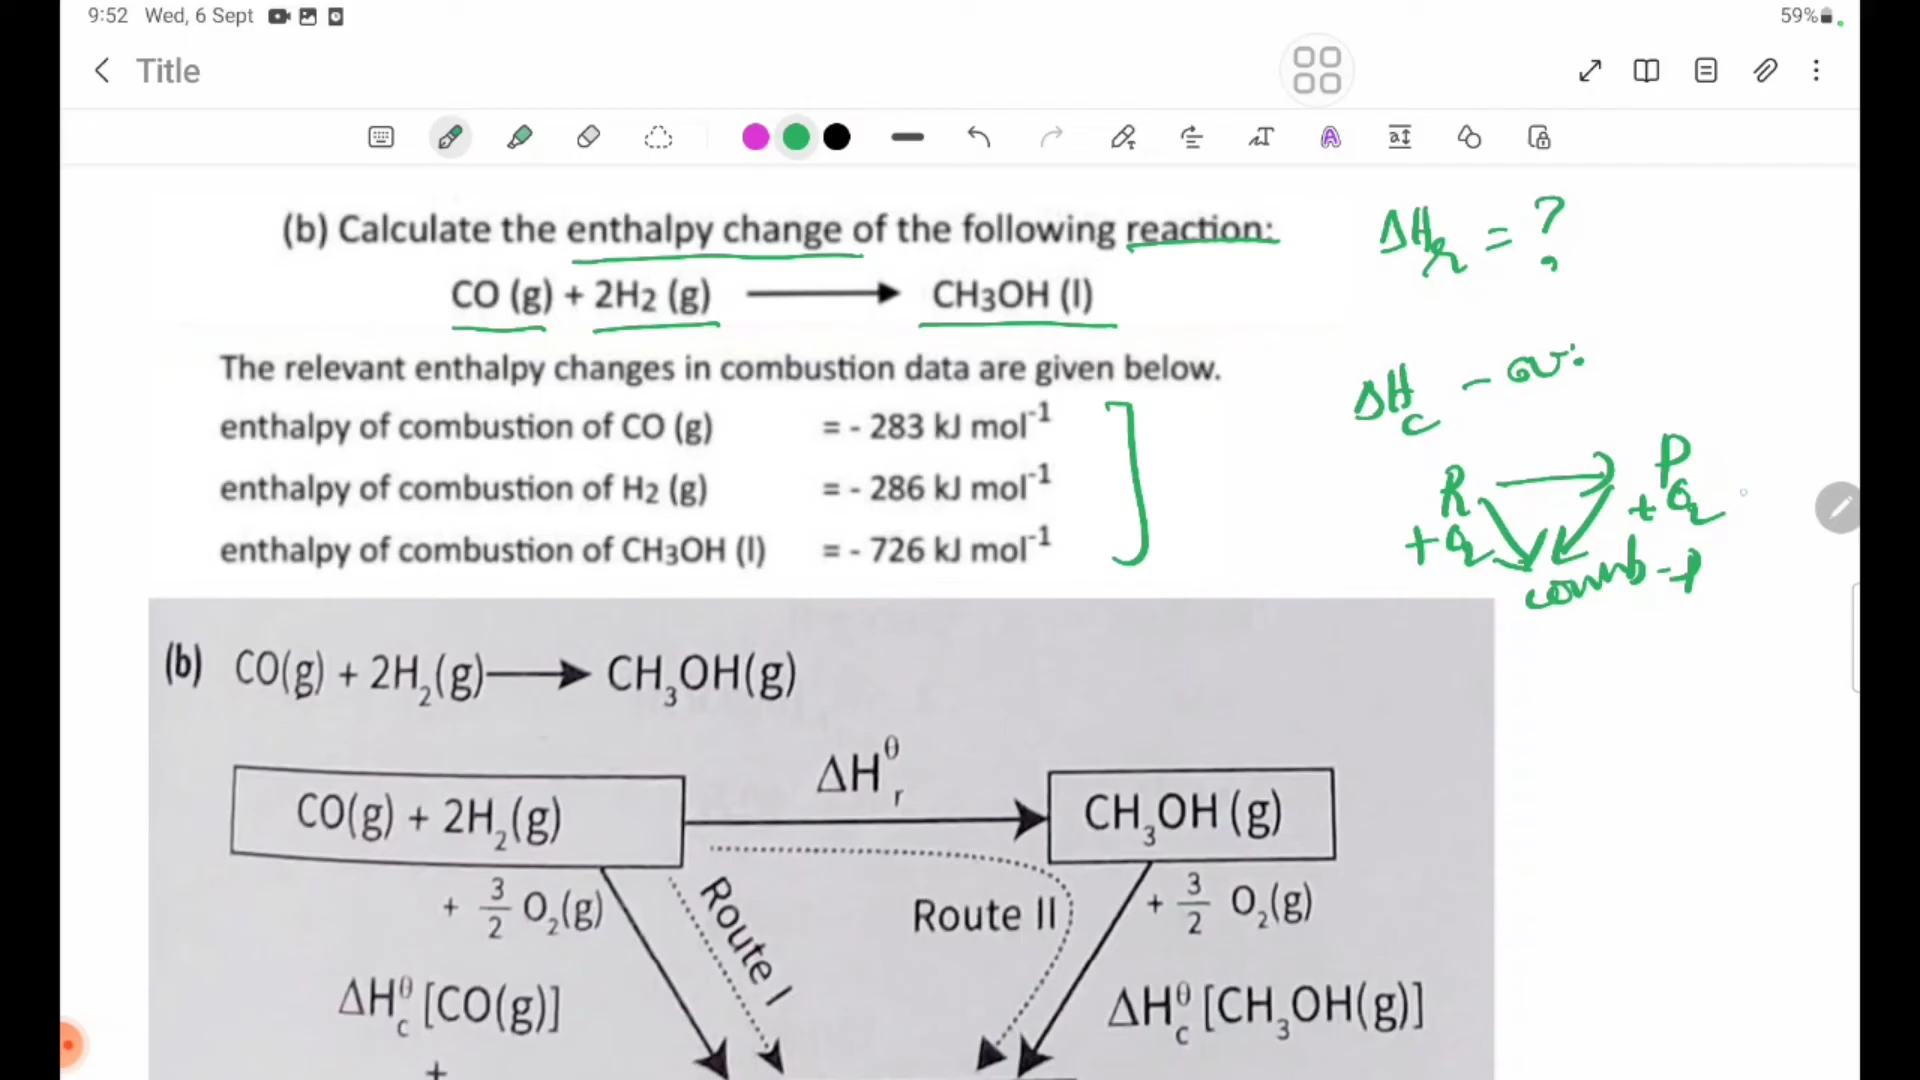 9:52 Wed, 6 Sept
59%
Title
(b) Calculate the enthalpy change of the following reaction:
CO (g) + 2H2 (g) ⟶ CH3OH (l)
The relevant enthalpy changes in combustion data are given below.
enthalpy of combustion of CO (g) = - 283 kJ mol⁻¹
enthalpy of combustion of H2 (g) = - 286 kJ mol⁻¹
enthalpy of combustion of CH3OH (l) = - 726 kJ mol⁻¹
ΔHr = ?
ΔHc
R → P
+ O2 + O2
comb-P
(b) CO(g) + 2H₂(g) ⟶ CH₃OH(g)
ΔHᶿr
CO(g) + 2H₂(g)
CH₃OH (g)
+ 3/2 O₂(g)
Route I
Route II
+ 3/2 O₂(g)
ΔHᶿc [CO(g)]
ΔHᶿc [CH₃OH(g)]
+